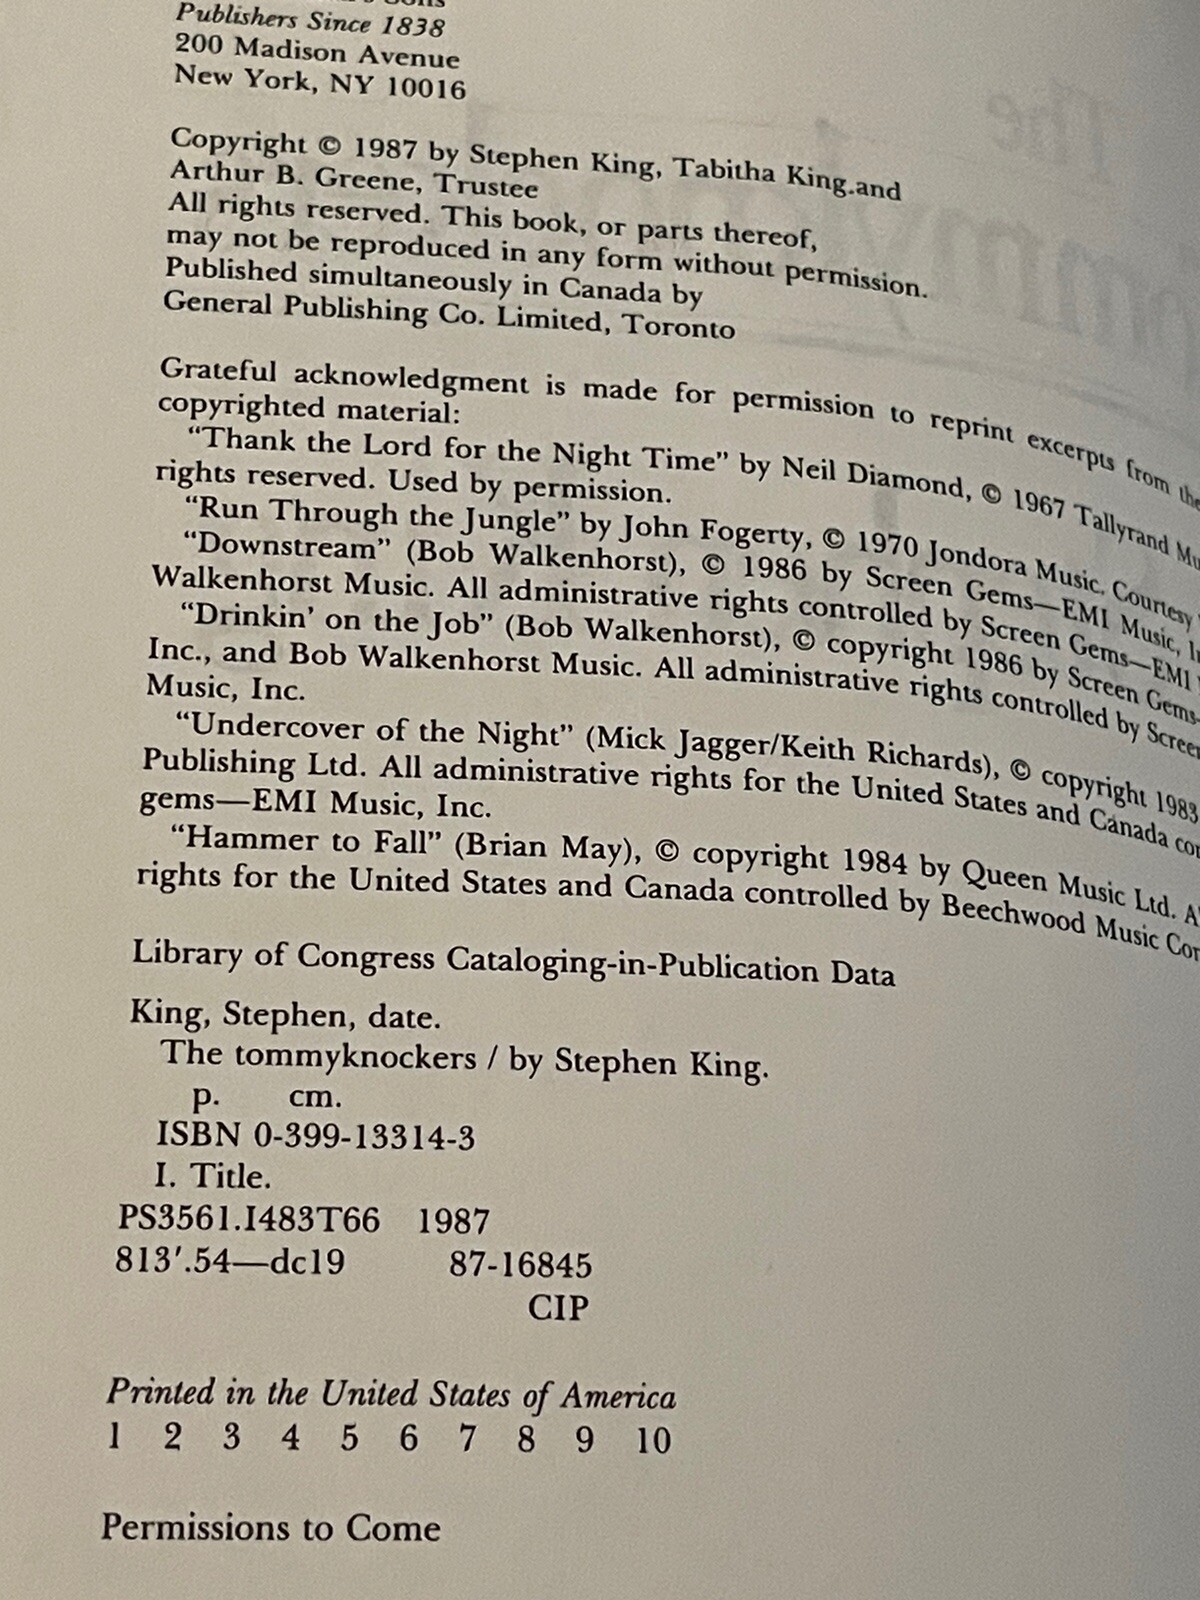 Sons
Publishers Since 1838
200 Madison Avenue
New York, NY 10016
Copyright © 1987 by Stephen King, Tabitha King.and
Arthur B. Greene, Trustee
All rights reserved. This book, or parts thereof,
may not be reproduced in any form without permission.
Published simultaneously in Canada by
General Publishing Co. Limited, Toronto
Grateful acknowledgment is made for permission to reprint excerpts from the
copyrighted material:
“Thank the Lord for the Night Time” by Neil Diamond, © 1967 Tallyrand Mu
rights reserved. Used by permission.
“Run Through the Jungle” by John Fogerty, © 1970 Jondora Music. Courtesy
“Downstream” (Bob Walkenhorst), © 1986 by Screen Gems—EMI Music, In
Walkenhorst Music. All administrative rights controlled by Screen Gems—EMI
“Drinkin’ on the Job” (Bob Walkenhorst), © copyright 1986 by Screen Gems-
Inc., and Bob Walkenhorst Music. All administrative rights controlled by Screen
Music, Inc.
“Undercover of the Night” (Mick Jagger/Keith Richards), © copyright 1983
Publishing Ltd. All administrative rights for the United States and Canada con
gems—EMI Music, Inc.
“Hammer to Fall” (Brian May), © copyright 1984 by Queen Music Ltd. A
rights for the United States and Canada controlled by Beechwood Music Cor
Library of Congress Cataloging-in-Publication Data
King, Stephen, date.
The tommyknockers / by Stephen King.
p. cm.
ISBN 0-399-13314-3
I. Title.
PS3561.I483T66 1987
813′.54—dc19 87-16845
CIP
Printed in the United States of America
1 2 3 4 5 6 7 8 9 10
Permissions to Come